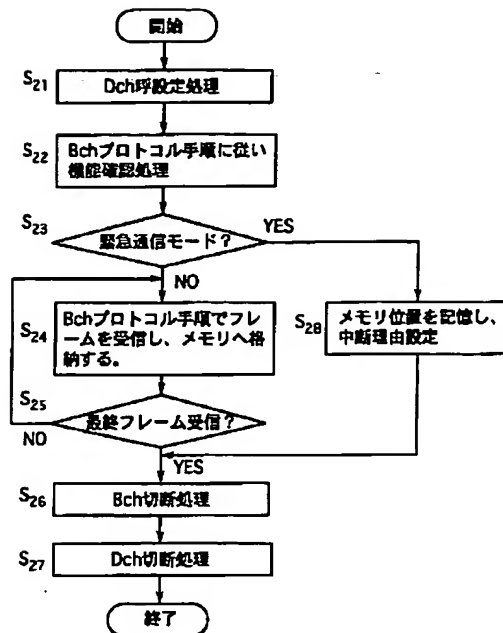 開始
S21
Dch呼設定処理
S22
Bchプロトコル手順に従い
機能確認処理
S23
緊急通信モード?
YES
NO
S24
Bchプロトコル手順でフ
レームを受信し、メモリへ格
納する。
S28
メモリ位置を記憶し、
中断理由設定
S25
最終フレーム受信?
NO
YES
S26
Bch切断処理
S27
Dch切断処理
終了